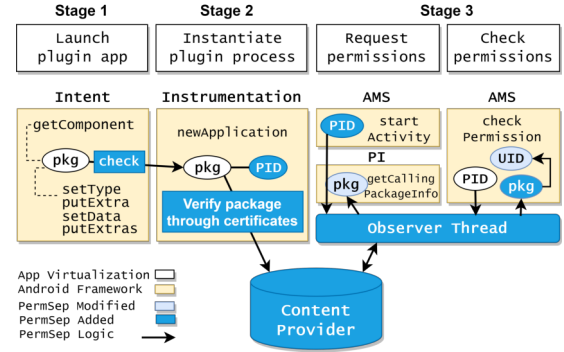 Stage 1
Stage 2
Stage 3
Launch
plugin app
Instantiate
plugin process
Request
permissions
Check
permissions
Intent
getComponent
pkg
check
setType
putExtra
setData
putExtras
Instrumentation
newApplication
pkg
PID
Verify package
through certificates
AMS
PID
start
Activity
PI
pkg
getCalling
PackageInfo
AMS
check
Permission
UID
PID
pkg
Observer Thread
Content
Provider
App Virtualization
Android Framework
PermSep Modified
PermSep Added
PermSep Logic